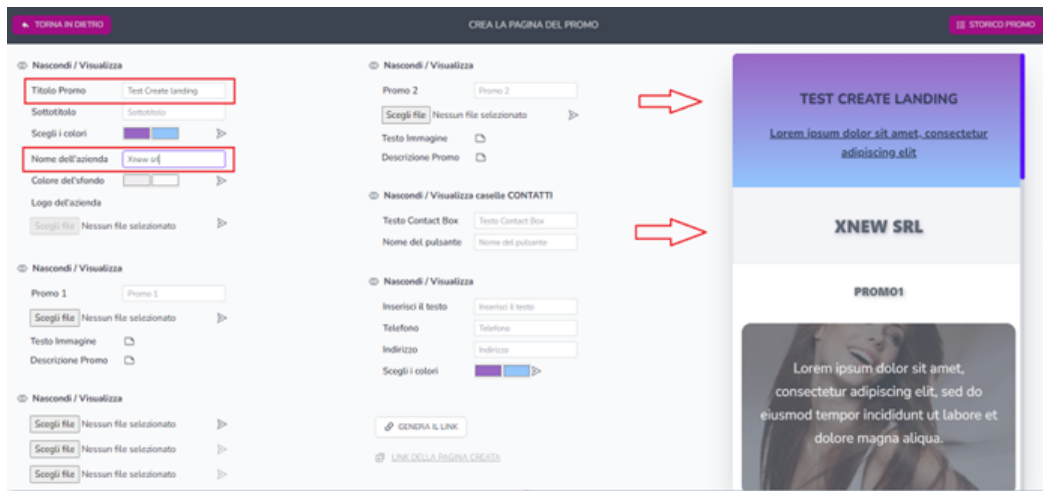 TORNA IN DIETRO
CREA LA PAGINA DEL PROMO
STORICO PROMO
Nascondi / Visualizza
Titolo Promo Test Create landing
Sottotitolo Sottotitolo
Scegli i colori
Nome dell'azienda Xnew srl
Colore del'sfondo
Logo del'azienda
Scegli file Nessun file selezionato
Nascondi / Visualizza
Promo 1 Promo 1
Scegli file Nessun file selezionato
Testo Immagine
Descrizione Promo
Nascondi / Visualizza
Scegli file Nessun file selezionato
Scegli file Nessun file selezionato
Scegli file Nessun file selezionato
Nascondi / Visualizza
Promo 2 Promo 2
Scegli file Nessun file selezionato
Testo Immagine
Descrizione Promo
Nascondi / Visualizza caselle CONTATTI
Testo Contact Box Testo Contact Box
Nome del pulsante Nome del pulsante
Nascondi / Visualizza
Inserisci il testo Inserisci il testo
Telefono Telefono
Indirizzo Indirizzo
Scegli i colori
GENERA IL LINK
LINK DELLA PAGINA CREATA
TEST CREATE LANDING
Lorem ipsum dolor sit amet, consectetur
adipiscing elit
XNEW SRL
PROMO1
Lorem ipsum dolor sit amet,
consectetur adipiscing elit, sed do
eiusmod tempor incididunt ut labore et
dolore magna aliqua.